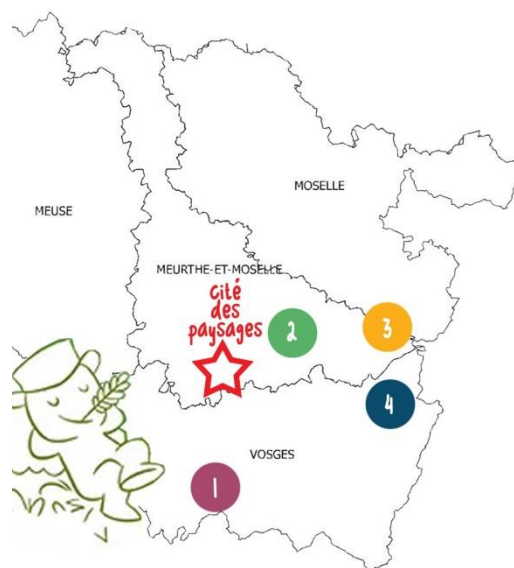 MOSELLE
MEUSE
MEURTHE-ET-MOSELLE
cité
des
paysages
2
3
4
VOSGES
1